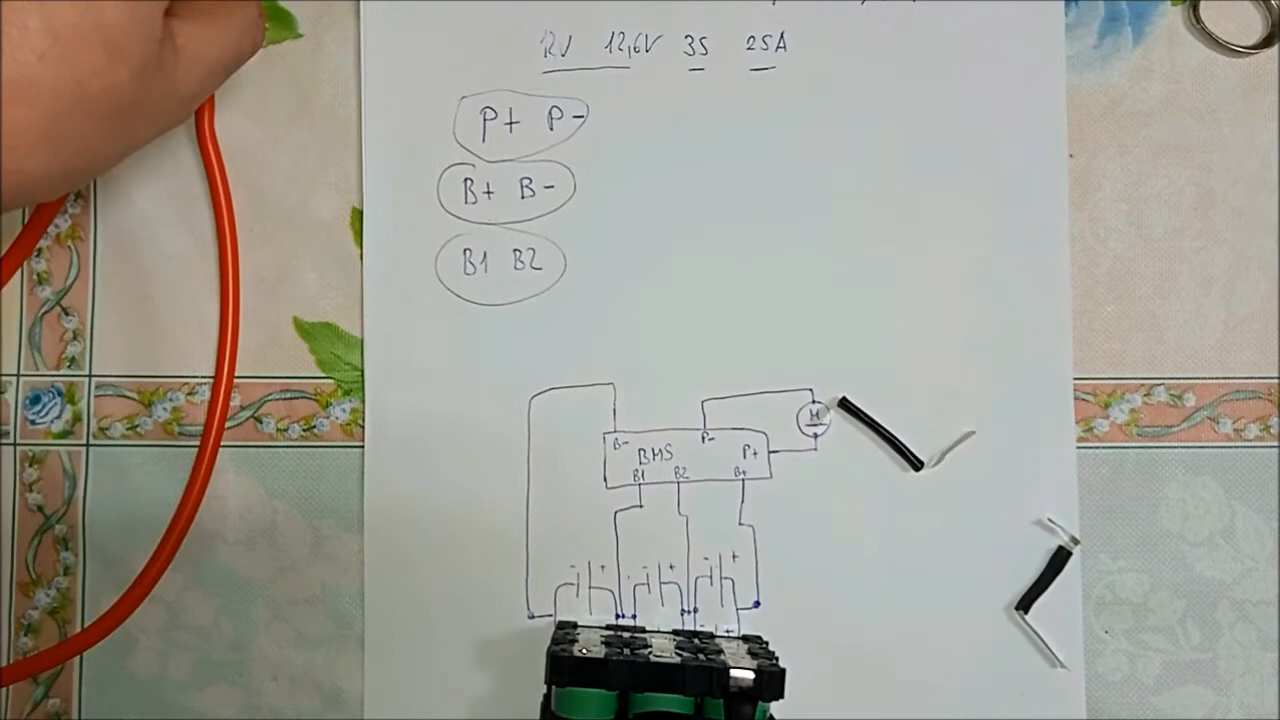 12V 12,6V 3S 25A
P+ P-
B+ B-
B1 B2
M
B- P-
BMS P+
B1 B2 B+
- + - + - +
- - +